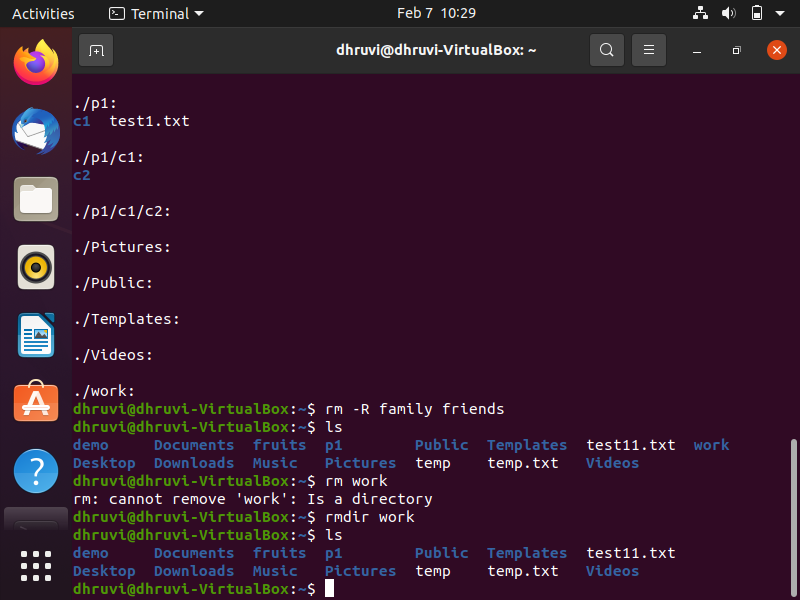 Activities Terminal Feb 7 10:29
dhruvi@dhruvi-VirtualBox: ~
./p1:
c1 test1.txt
./p1/c1:
c2
./p1/c1/c2:
./Pictures:
./Public:
./Templates:
./Videos:
./work:
dhruvi@dhruvi-VirtualBox:~$ rm -R family friends
dhruvi@dhruvi-VirtualBox:~$ ls
demo Documents fruits p1 Public Templates test11.txt work
Desktop Downloads Music Pictures temp temp.txt Videos
dhruvi@dhruvi-VirtualBox:~$ rm work
rm: cannot remove 'work': Is a directory
dhruvi@dhruvi-VirtualBox:~$ rmdir work
dhruvi@dhruvi-VirtualBox:~$ ls
demo Documents fruits p1 Public Templates test11.txt
Desktop Downloads Music Pictures temp temp.txt Videos
dhruvi@dhruvi-VirtualBox:~$